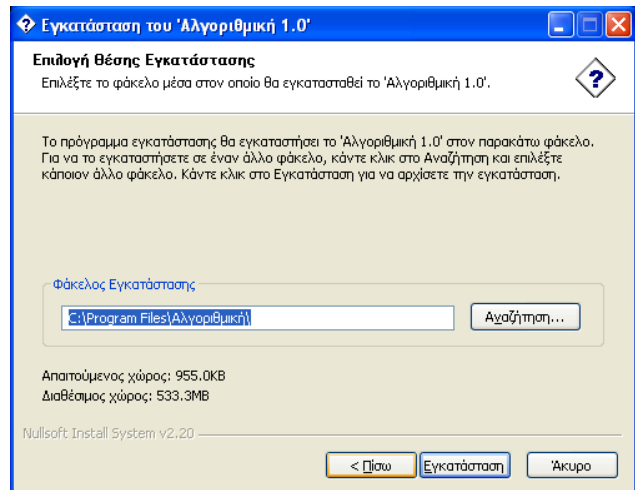 Εγκατάσταση του 'Αλγοριθμική 1.0'
Επιλογή Θέσης Εγκατάστασης
Επιλέξτε το φάκελο μέσα στον οποίο θα εγκατασταθεί το 'Αλγοριθμική 1.0'.
Το πρόγραμμα εγκατάστασης θα εγκαταστήσει το 'Αλγοριθμική 1.0' στον παρακάτω φάκελο.
Για να το εγκαταστήσετε σε έναν άλλο φάκελο, κάντε κλικ στο Αναζήτηση και επιλέξτε
κάποιον άλλο φάκελο. Κάντε κλικ στο Εγκατάσταση για να αρχίσετε την εγκατάσταση.
Φάκελος Εγκατάστασης
C:\Program Files\Αλγοριθμική\
Αναζήτηση...
Απαιτούμενος χώρος: 955.0KB
Διαθέσιμος χώρος: 533.3MB
Nullsoft Install System v2.20
< Πίσω
Εγκατάσταση
Άκυρο